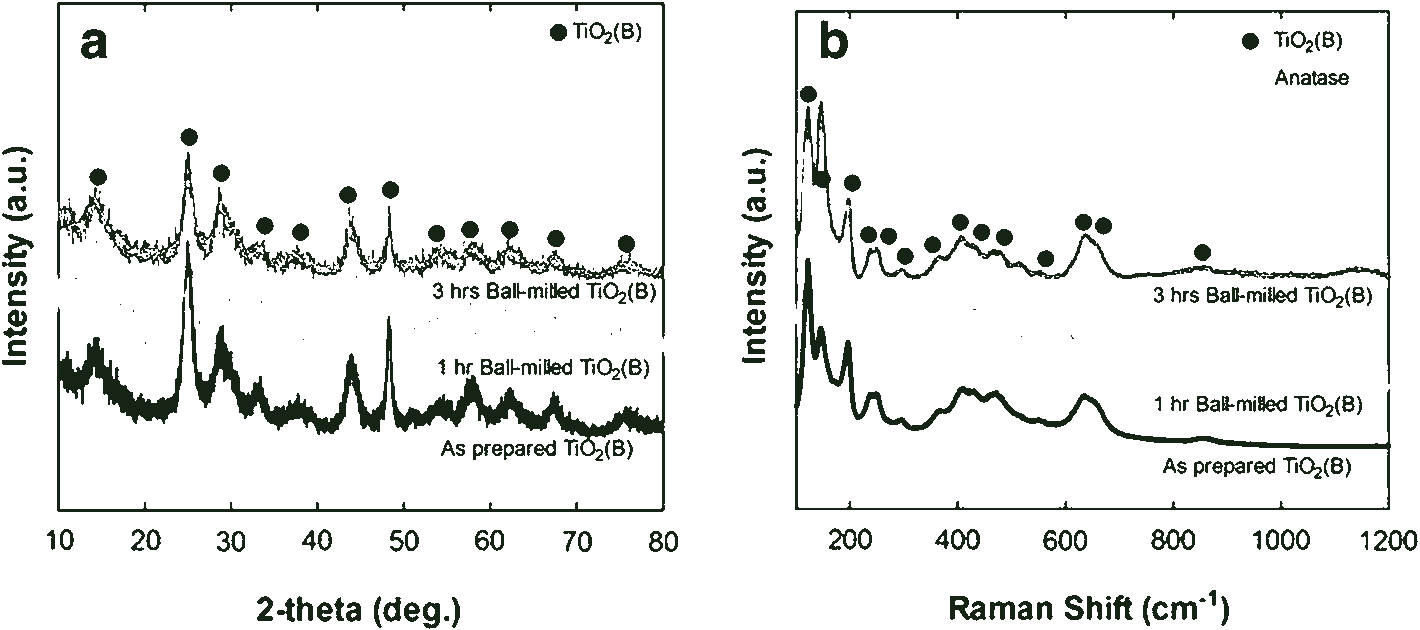 a
TiO2(B)
Intensity (a.u.)
3 hrs Ball-milled TiO2(B)
1 hr Ball-milled TiO2(B)
As prepared TiO2(B)
10 20 30 40 50 60 70 80
2-theta (deg.)
b
TiO2(B)
Anatase
Intensity (a.u.)
3 hrs Ball-milled TiO2(B)
1 hr Ball-milled TiO2(B)
As prepared TiO2(B)
200 400 600 800 1000 1200
Raman Shift (cm-1)